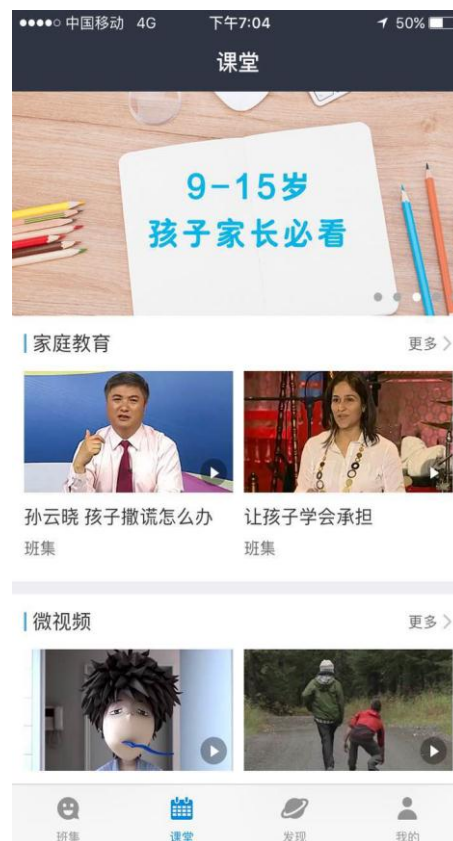 中国移动 4G 下午7:04 50%
课堂
9-15岁
孩子家长必看
家庭教育 更多
孙云晓 孩子撒谎怎么办 让孩子学会承担
班集 班集
微视频 更多
班集 课堂 发现 我的